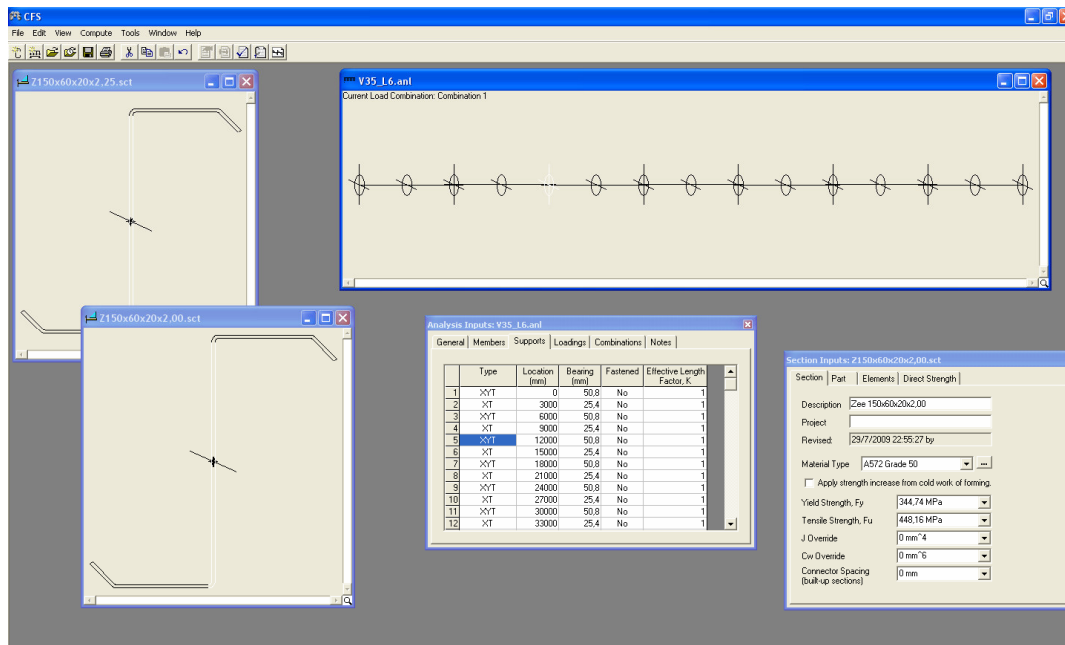 CFS
File Edit View Compute Tools Window Help
Z150x60x20x2,25.sct
V35_L6.anl
Current Load Combination: Combination 1
Z150x60x20x2,00.sct
Analysis Inputs: V35_L6.anl
General Members Supports Loadings Combinations Notes
Type Location (mm) Bearing (mm) Fastened Effective Length Factor, K
1 XYT 0 50,8 No 1
2 XT 3000 25,4 No 1
3 XYT 6000 50,8 No 1
4 XT 9000 25,4 No 1
5 XYT 12000 50,8 No 1
6 XT 15000 25,4 No 1
7 XYT 18000 50,8 No 1
8 XT 21000 25,4 No 1
9 XYT 24000 50,8 No 1
10 XT 27000 25,4 No 1
11 XYT 30000 50,8 No 1
12 XT 33000 25,4 No 1
Section Inputs: Z150x60x20x2,00.sct
Section Part Elements Direct Strength
Description Zee 150x60x20x2,00
Project
Revised: 29/7/2009 22:55:27 by
Material Type A572 Grade 50 ...
Apply strength increase from cold work of forming.
Yield Strength, Fy 344,74 MPa
Tensile Strength, Fu 448,16 MPa
J Override 0 mm^4
Cw Override 0 mm^6
Connector Spacing 0 mm
(built-up sections)